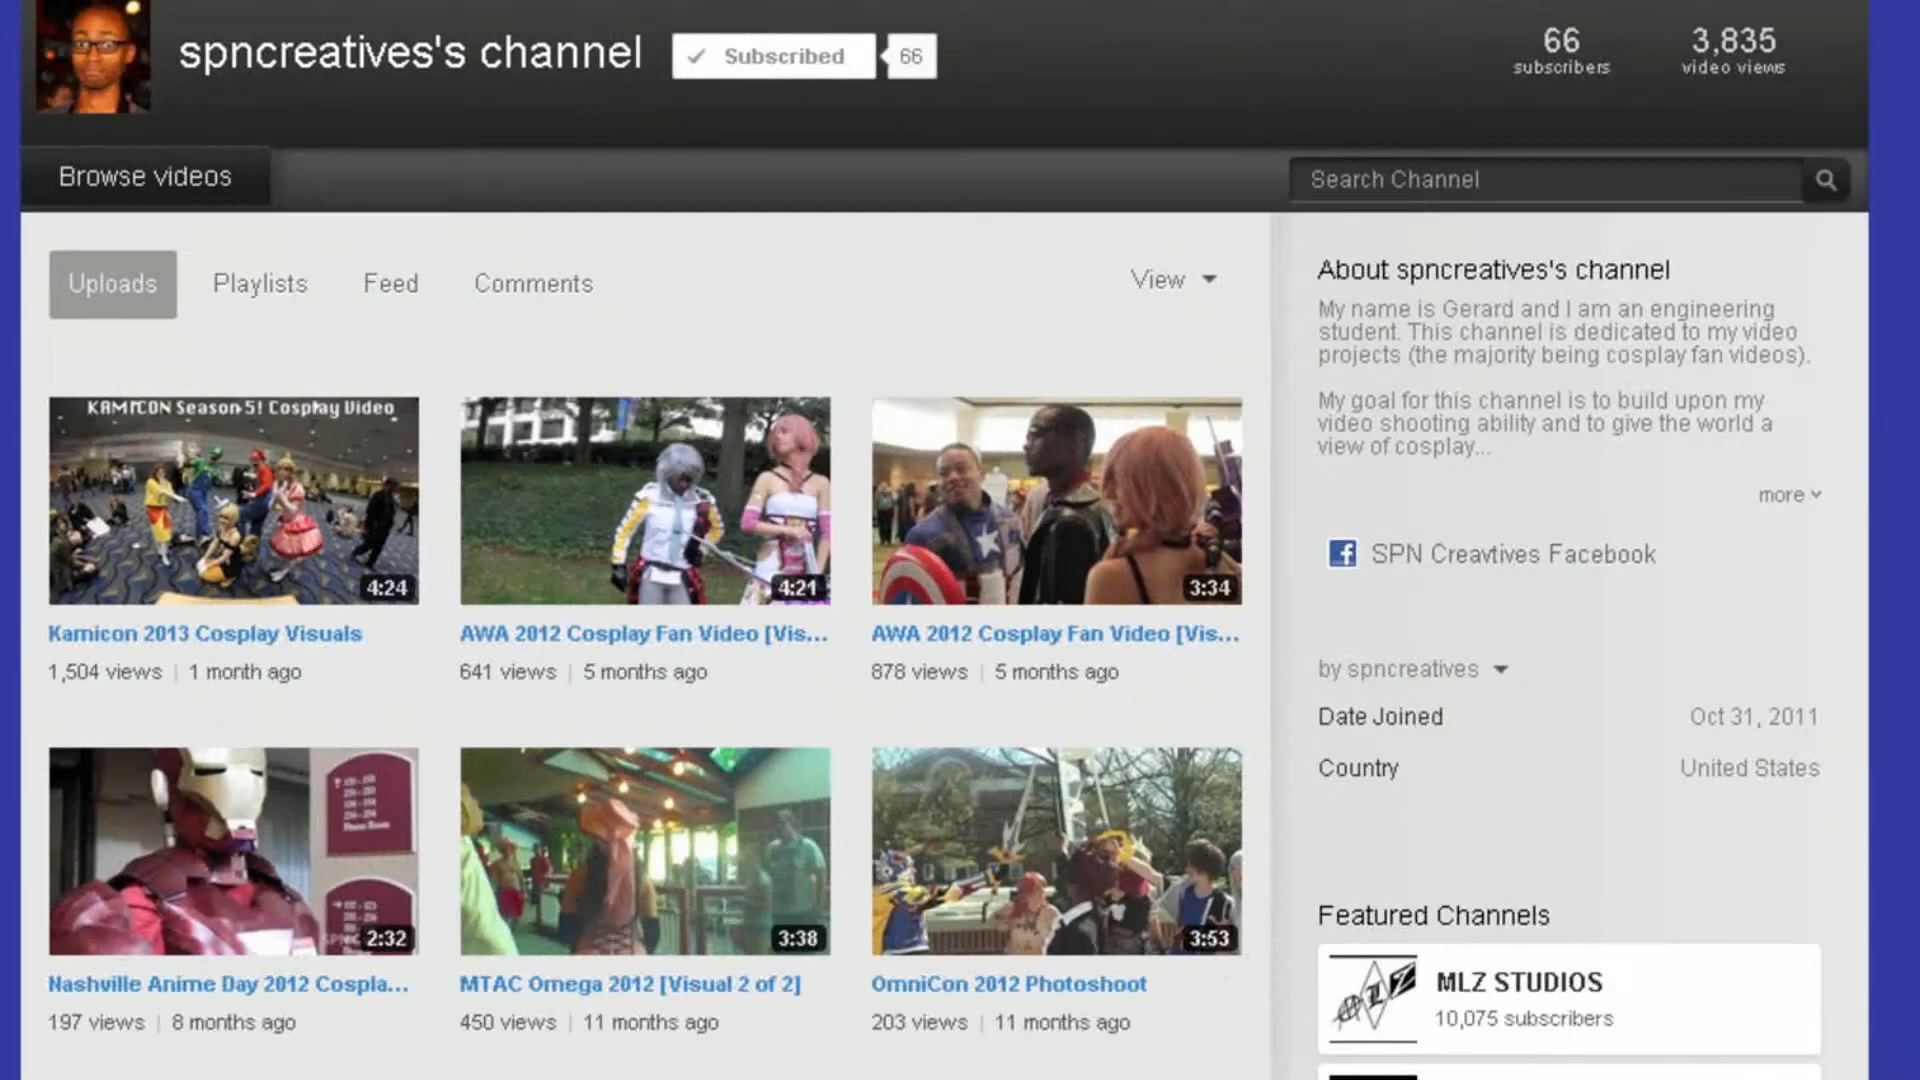 spncreatives's channel
Subscribed
66
66
subscribers
3,835
video views
Browse videos
Search Channel
Uploads
Playlists
Feed
Comments
View
KAMICON Season 5! Cosplay Video
4:24
Kamicon 2013 Cosplay Visuals
1,504 views | 1 month ago
4:21
AWA 2012 Cosplay Fan Video [Vis...
641 views | 5 months ago
3:34
AWA 2012 Cosplay Fan Video [Vis...
878 views | 5 months ago
2:32
Nashville Anime Day 2012 Cospla...
197 views | 8 months ago
3:38
MTAC Omega 2012 [Visual 2 of 2]
450 views | 11 months ago
3:53
OmniCon 2012 Photoshoot
203 views | 11 months ago
About spncreatives's channel
My name is Gerard and I am an engineering
student. This channel is dedicated to my video
projects (the majority being cosplay fan videos).
My goal for this channel is to build upon my
video shooting ability and to give the world a
view of cosplay...
more
SPN Creavtives Facebook
by spncreatives
Date Joined
Oct 31, 2011
Country
United States
Featured Channels
MLZ
MLZ STUDIOS
10,075 subscribers